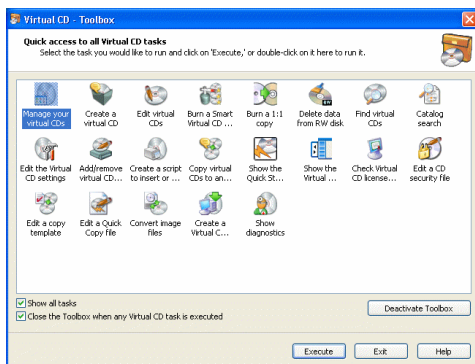 Virtual CD - Toolbox
Quick access to all Virtual CD tasks
Select the task you would like to run and click on 'Execute,' or double-click on it here to run it.
Manage your virtual CDs
Create a virtual CD
Edit virtual CDs
Burn a Smart Virtual CD ...
Burn a 1:1 copy
Delete data from RW disk
Find virtual CDs
Catalog search
Edit the Virtual CD settings
Add/remove virtual CD...
Create a script to insert or ...
Copy virtual CDs to an...
Show the Quick St...
Show the Virtual ...
Check Virtual CD license...
Edit a CD security file
Edit a copy template
Edit a Quick Copy file
Convert image files
Create a Virtual C...
Show diagnostics
Show all tasks
Close the Toolbox when any Virtual CD task is executed
Deactivate Toolbox
Execute
Exit
Help